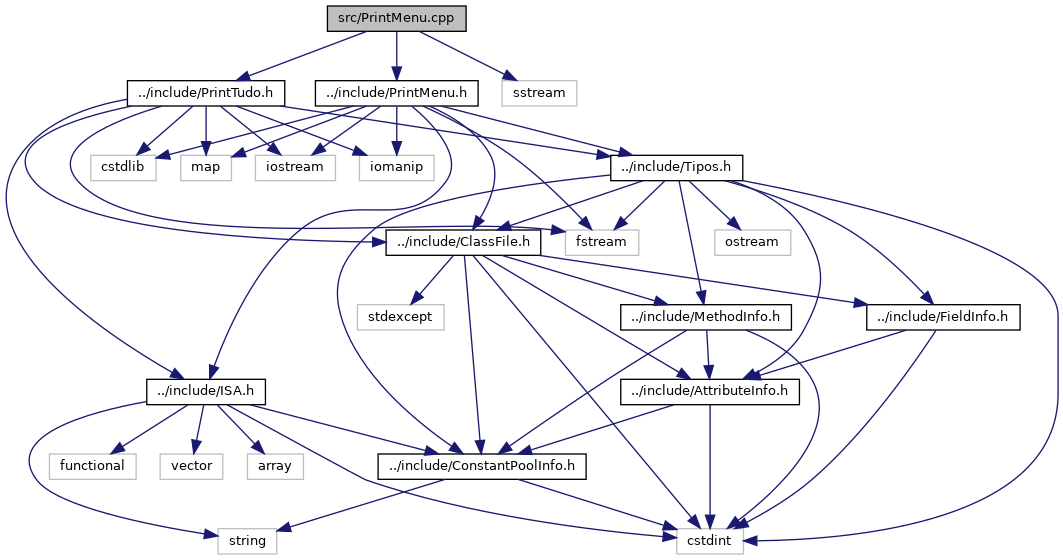 src/PrintMenu.cpp
../include/PrintTudo.h
../include/PrintMenu.h
sstream
cstdlib
map
iostream
iomanip
../include/Tipos.h
../include/ClassFile.h
fstream
ostream
stdexcept
../include/MethodInfo.h
../include/FieldInfo.h
../include/ISA.h
../include/AttributeInfo.h
functional
vector
array
../include/ConstantPoolInfo.h
string
cstdint